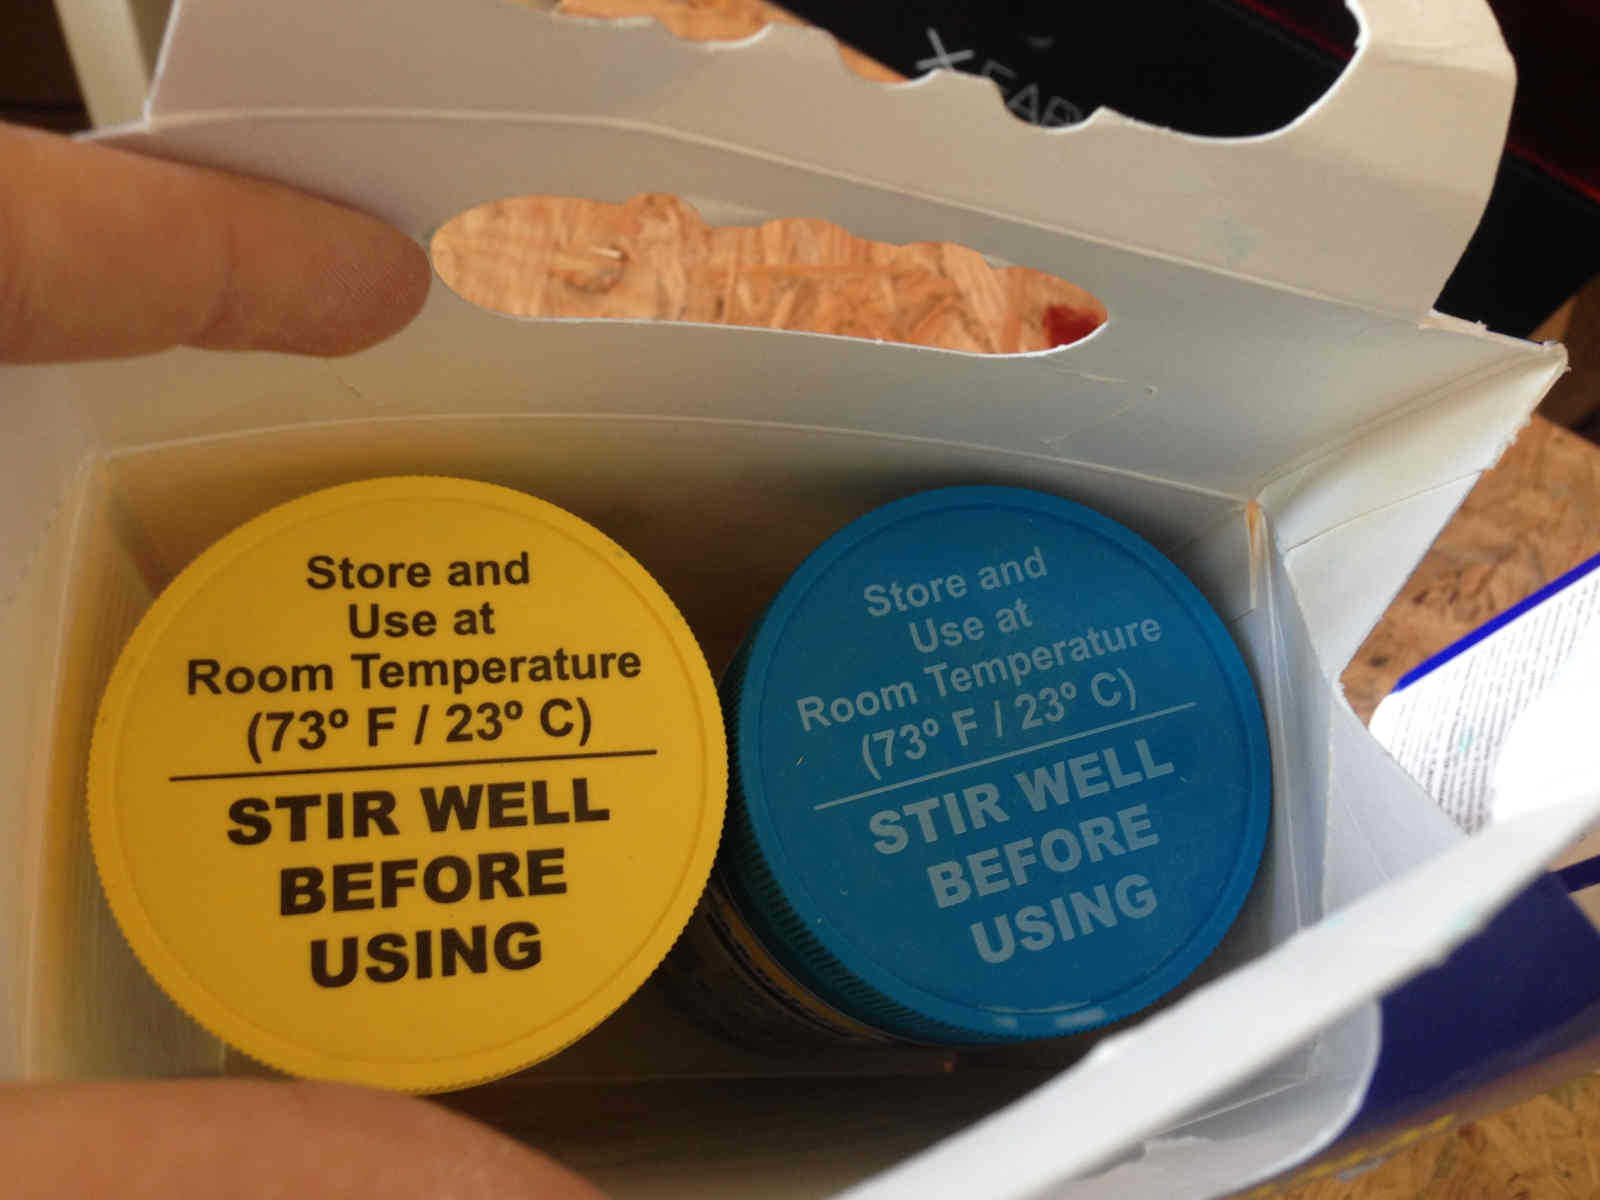 Store and
Use at
Room Temperature
(73º F / 23º C)
STIR WELL
BEFORE
USING
Store and
Use at
Room Temperature
(73º F / 23º C)
STIR WELL
BEFORE
USING